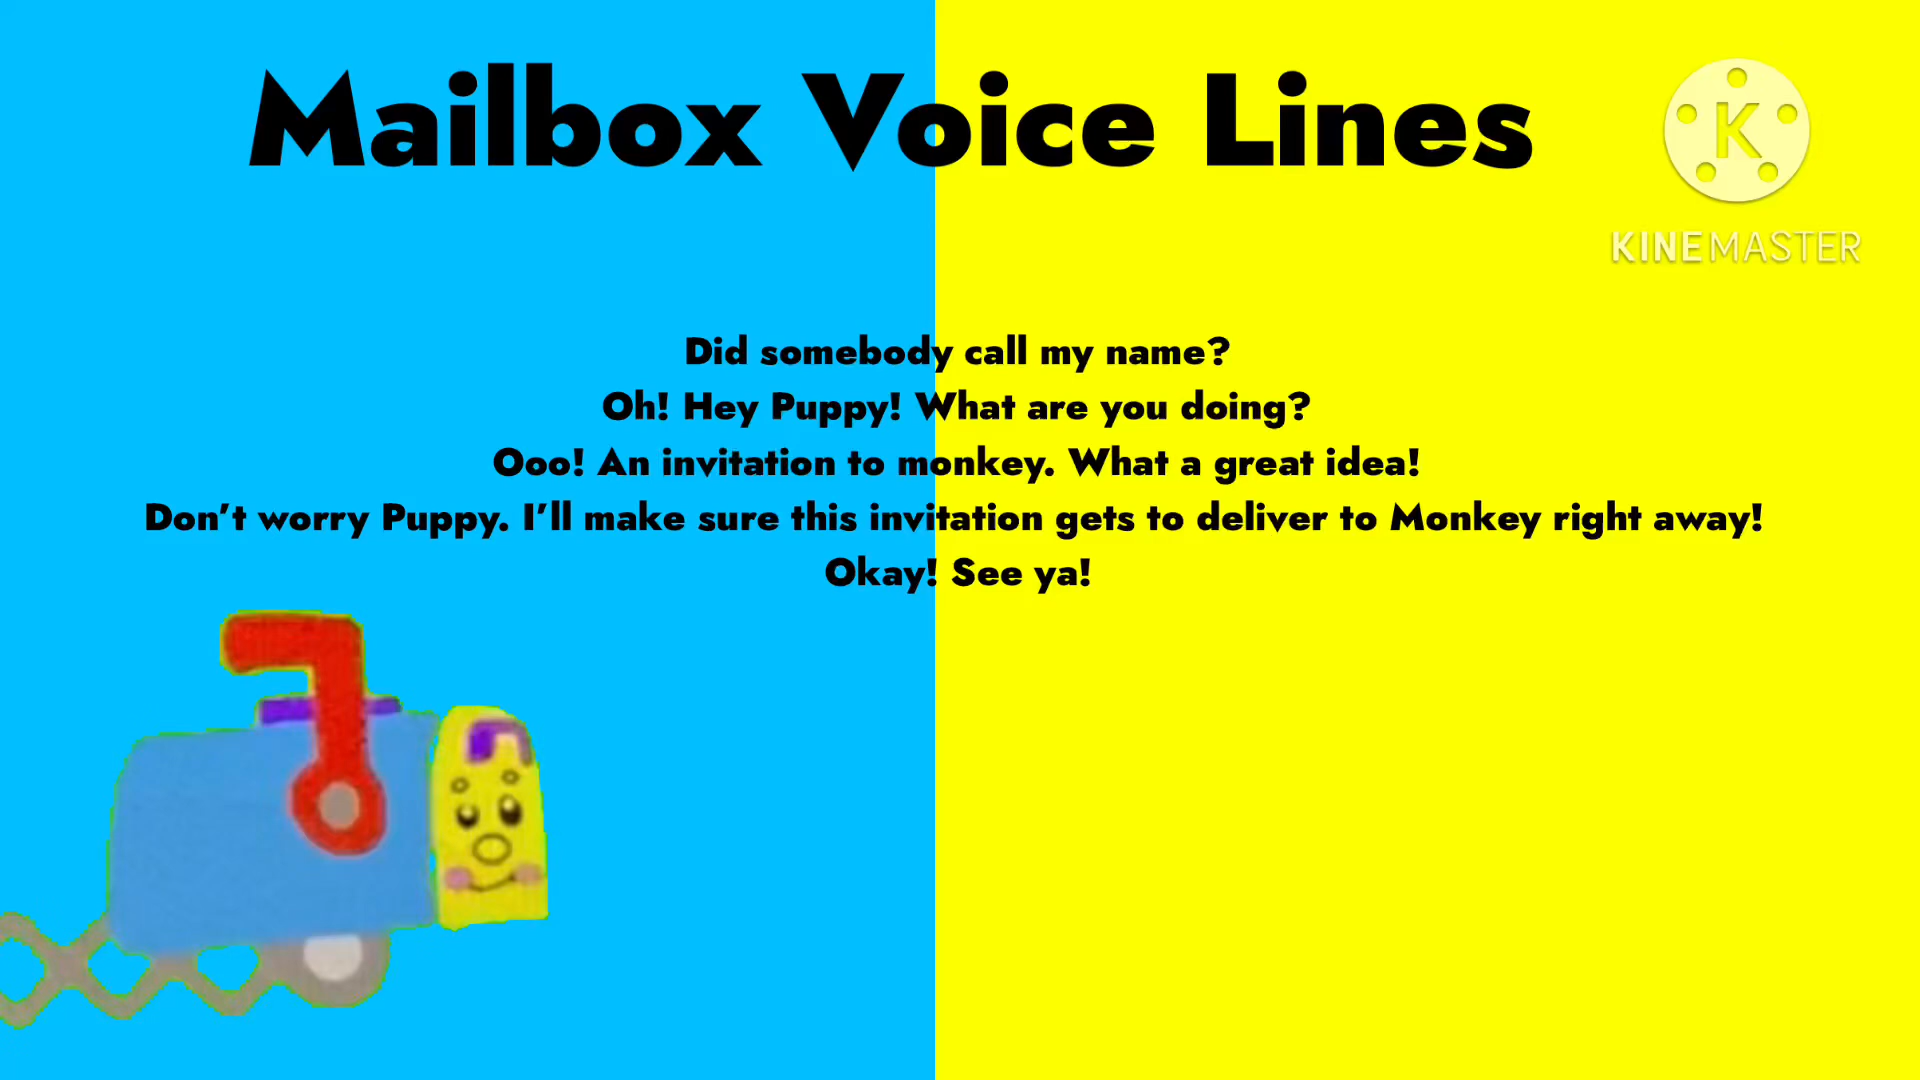 Mailbox Voice Lines
K
KINEMASTER
Did somebody call my name?
Oh! Hey Puppy! What are you doing?
Ooo! An invitation to monkey. What a great idea!
Don’t worry Puppy. I’ll make sure this invitation gets to deliver to Monkey right away!
Okay! See ya!